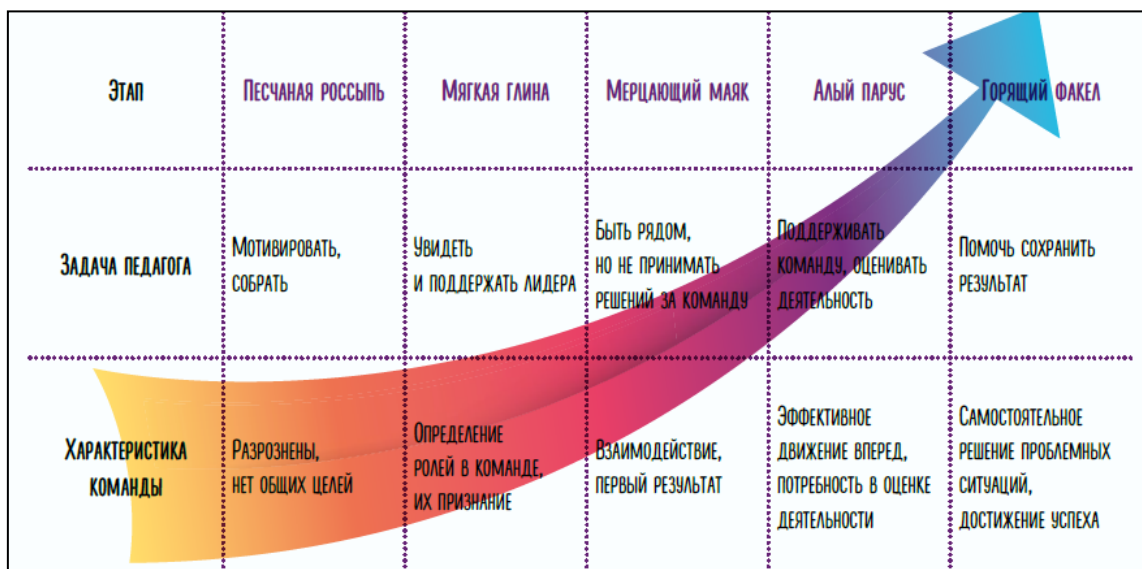 Этап
Песчаная россыпь
Мягкая глина
Мерцающий маяк
Алый парус
Горящий факел
Задача педагога
Мотивировать,
собрать
Увидеть
и поддержать лидера
Быть рядом,
но не принимать
решений за команду
Поддерживать
команду, оценивать
деятельность
Помочь сохранить
результат
Характеристика
команды
Разрознены,
нет общих целей
Определение
ролей в команде,
их признание
Взаимодействие,
первый результат
Эффективное
движение вперед,
потребность в оценке
деятельности
Самостоятельное
решение проблемных
ситуаций,
достижение успеха